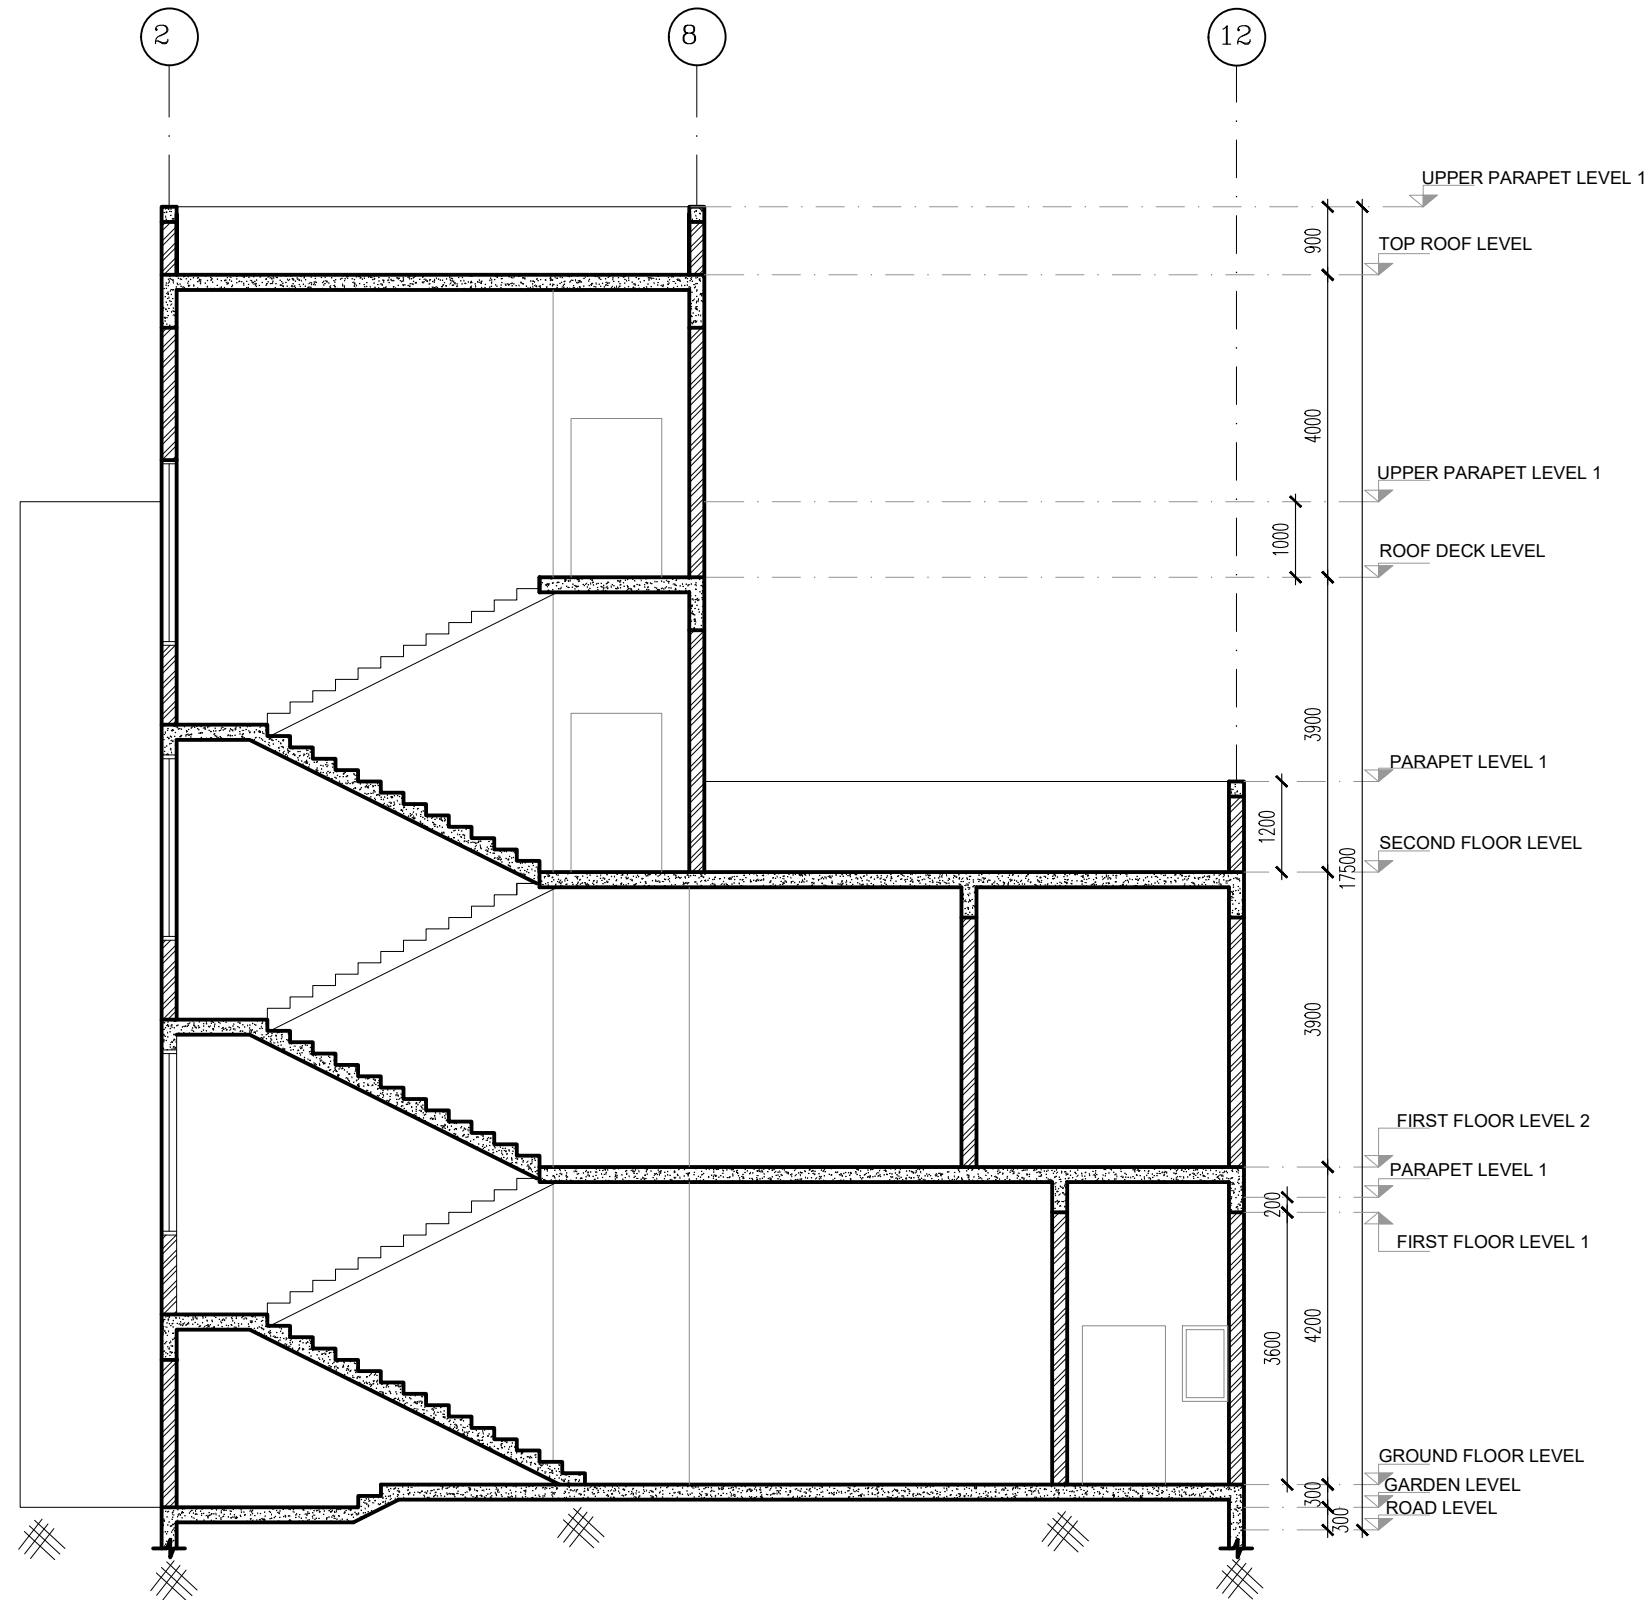 2
8
12
UPPER PARAPET LEVEL 1
900
TOP ROOF LEVEL
4000
UPPER PARAPET LEVEL 1
1000
ROOF DECK LEVEL
3900
PARAPET LEVEL 1
1200
SECOND FLOOR LEVEL
17500
3900
FIRST FLOOR LEVEL 2
PARAPET LEVEL 1
200
FIRST FLOOR LEVEL 1
4200
3600
GROUND FLOOR LEVEL
300
GARDEN LEVEL
ROAD LEVEL
300